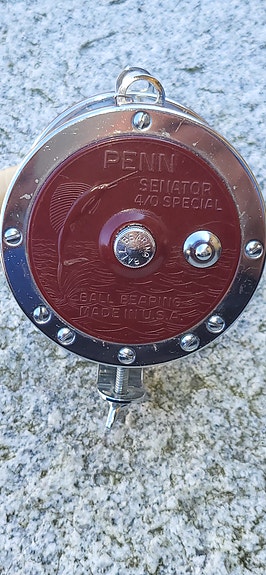 PENN
SENATOR
4/0 SPECIAL
BALL BEARING
MADE IN U.S.A.